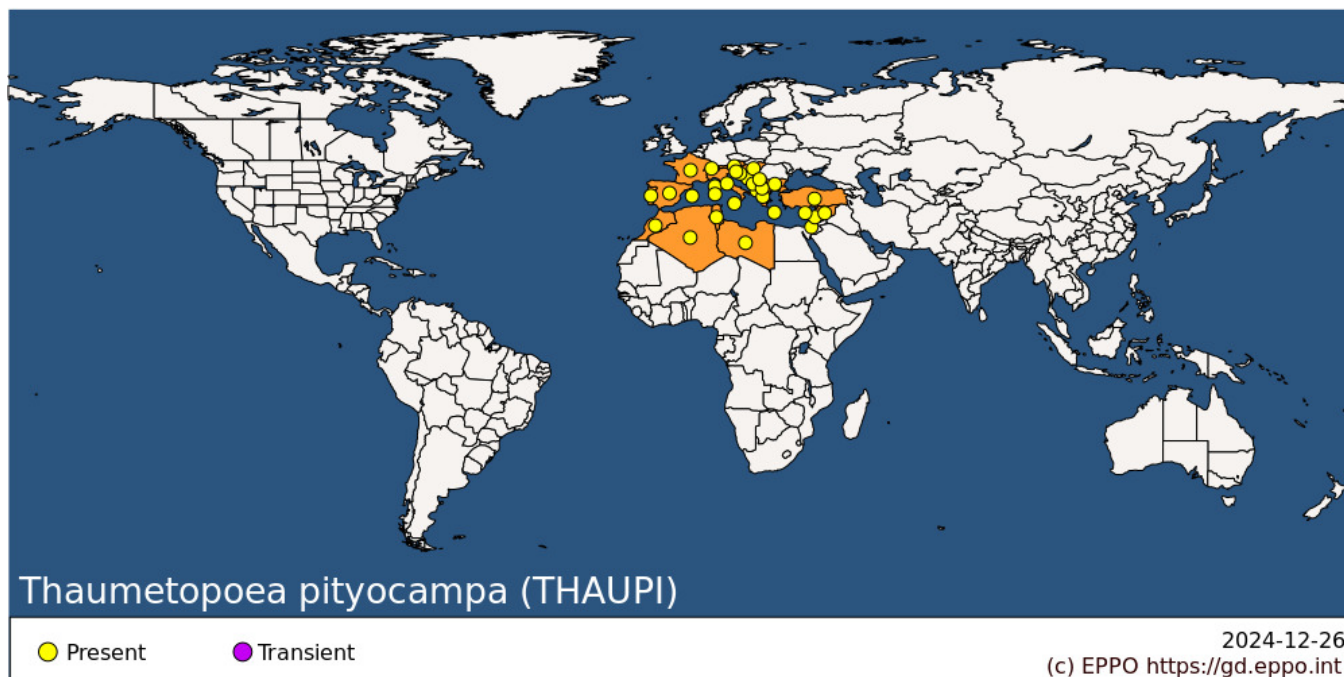 Thaumetopoea pityocampa (THAUPI)
Present
Transient
2024-12-26
(c) EPPO https://gd.eppo.int